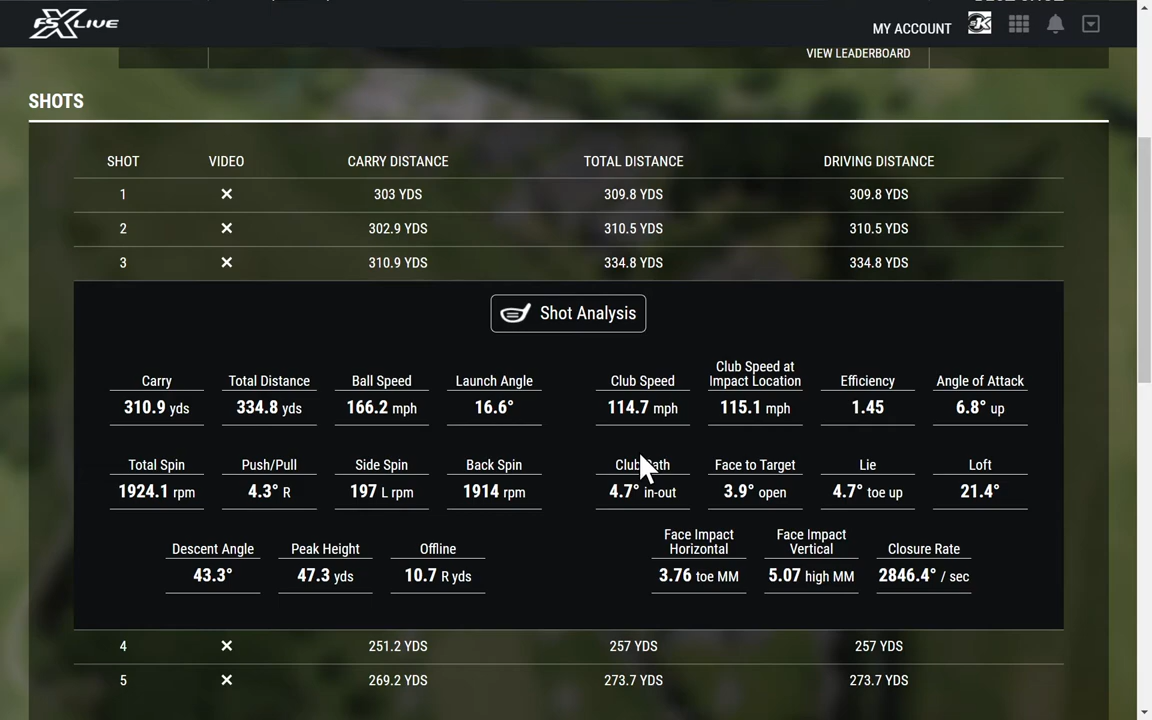 FSX LIVE
MY ACCOUNT
VIEW LEADERBOARD
SHOTS
SHOT VIDEO CARRY DISTANCE TOTAL DISTANCE DRIVING DISTANCE
1 303 YDS 309.8 YDS 309.8 YDS
2 302.9 YDS 310.5 YDS 310.5 YDS
3 310.9 YDS 334.8 YDS 334.8 YDS
Shot Analysis
Carry Total Distance Ball Speed Launch Angle Club Speed Club Speed at Impact Location Efficiency Angle of Attack
310.9 yds 334.8 yds 166.2 mph 16.6° 114.7 mph 115.1 mph 1.45 6.8° up
Total Spin Push/Pull Side Spin Back Spin Club Path Face to Target Lie Loft
1924.1 rpm 4.3° R 197 L rpm 1914 rpm 4.7° in-out 3.9° open 4.7° toe up 21.4°
Descent Angle Peak Height Offline Face Impact Horizontal Face Impact Vertical Closure Rate
43.3° 47.3 yds 10.7 R yds 3.76 toe MM 5.07 high MM 2846.4° / sec
4 251.2 YDS 257 YDS 257 YDS
5 269.2 YDS 273.7 YDS 273.7 YDS